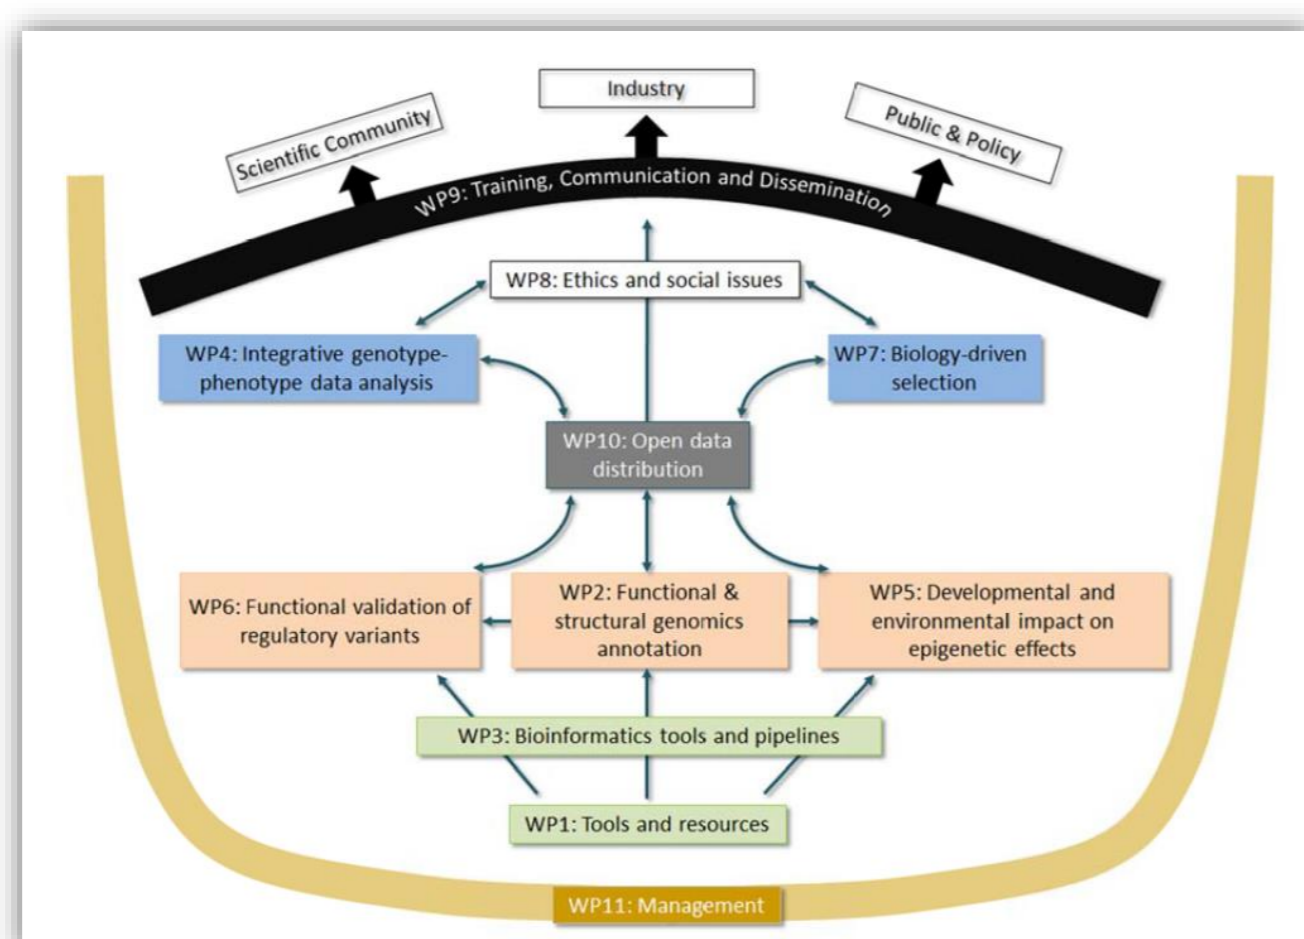 Industry
Scientific Community
Public & Policy
WP9: Training, Communication and Dissemination
WP8: Ethics and social issues
WP4: Integrative genotype-
phenotype data analysis
WP7: Biology-driven
selection
WP10: Open data
distribution
WP6: Functional validation of
regulatory variants
WP2: Functional &
structural genomics
annotation
WP5: Developmental and
environmental impact on
epigenetic effects
WP3: Bioinformatics tools and pipelines
WP1: Tools and resources
WP11: Management